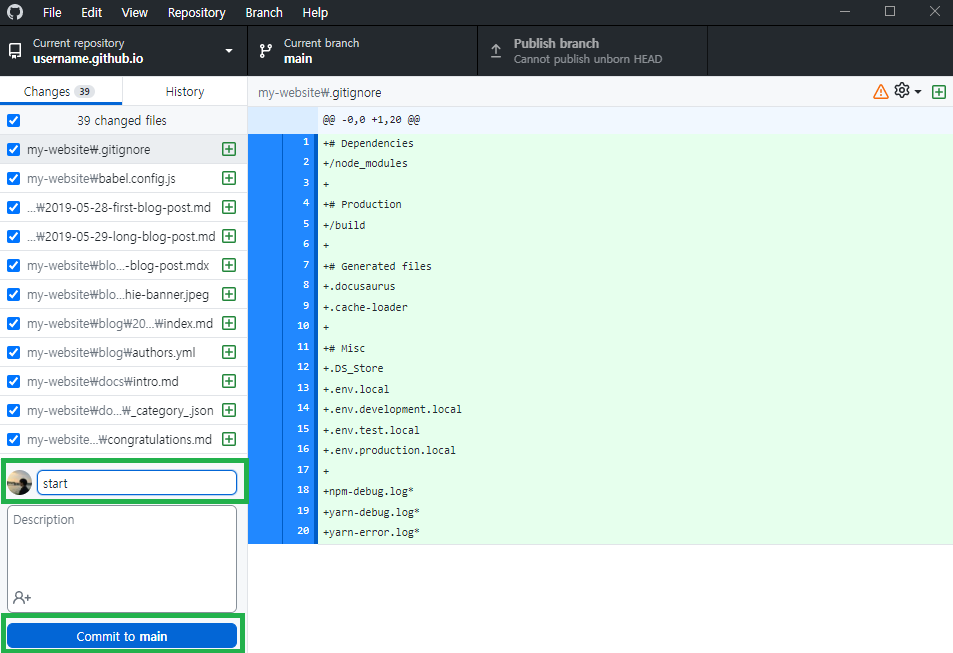 File Edit View Repository Branch Help
Current repository
username.github.io
Current branch
main
Publish branch
Cannot publish unborn HEAD
Changes 39
History
39 changed files
my-website₩.gitignore
my-website₩babel.config.js
...₩2019-05-28-first-blog-post.md
...₩2019-05-29-long-blog-post.md
my-website₩blo...-blog-post.mdx
my-website₩blo...hie-banner.jpeg
my-website₩blog₩20...₩index.md
my-website₩blog₩authors.yml
my-website₩docs₩intro.md
my-website₩do...₩_category_.json
my-website...₩congratulations.md
start
Description
Commit to main
my-website₩.gitignore
@@ -0,0 +1,20 @@
1 +# Dependencies
2 +/node_modules
3 +
4 +# Production
5 +/build
6 +
7 +# Generated files
8 +.docusaurus
9 +.cache-loader
10 +
11 +# Misc
12 +.DS_Store
13 +.env.local
14 +.env.development.local
15 +.env.test.local
16 +.env.production.local
17 +
18 +npm-debug.log*
19 +yarn-debug.log*
20 +yarn-error.log*